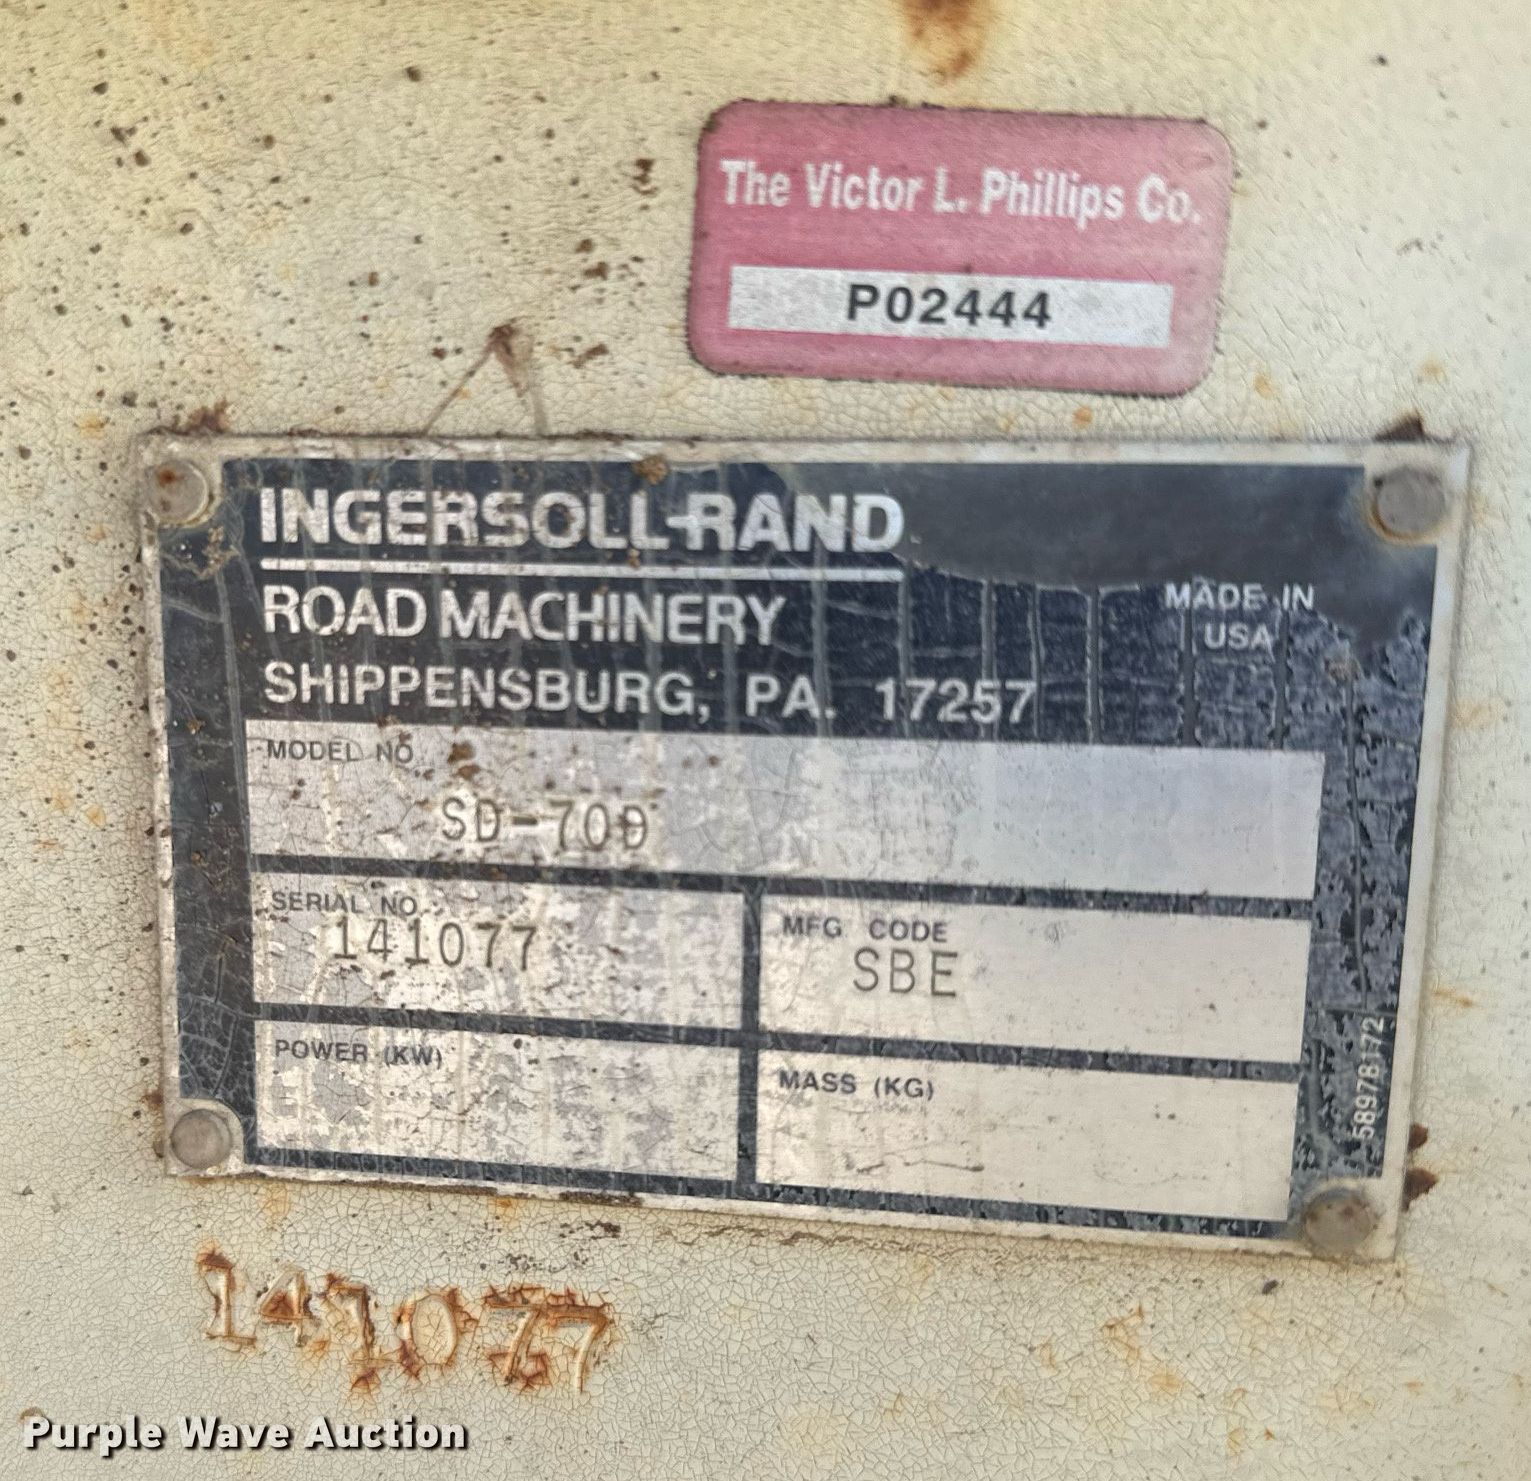 The Victor L. Phillips Co.
P02444
INGERSOLL-RAND
ROAD MACHINERY
SHIPPENSBURG, PA. 17257
MADE IN
USA
MODEL NO
SD-70D
SERIAL NO.
141077
MFG CODE
SBE
POWER (KW)
MASS (KG)
58978172
141077
Purple Wave Auction